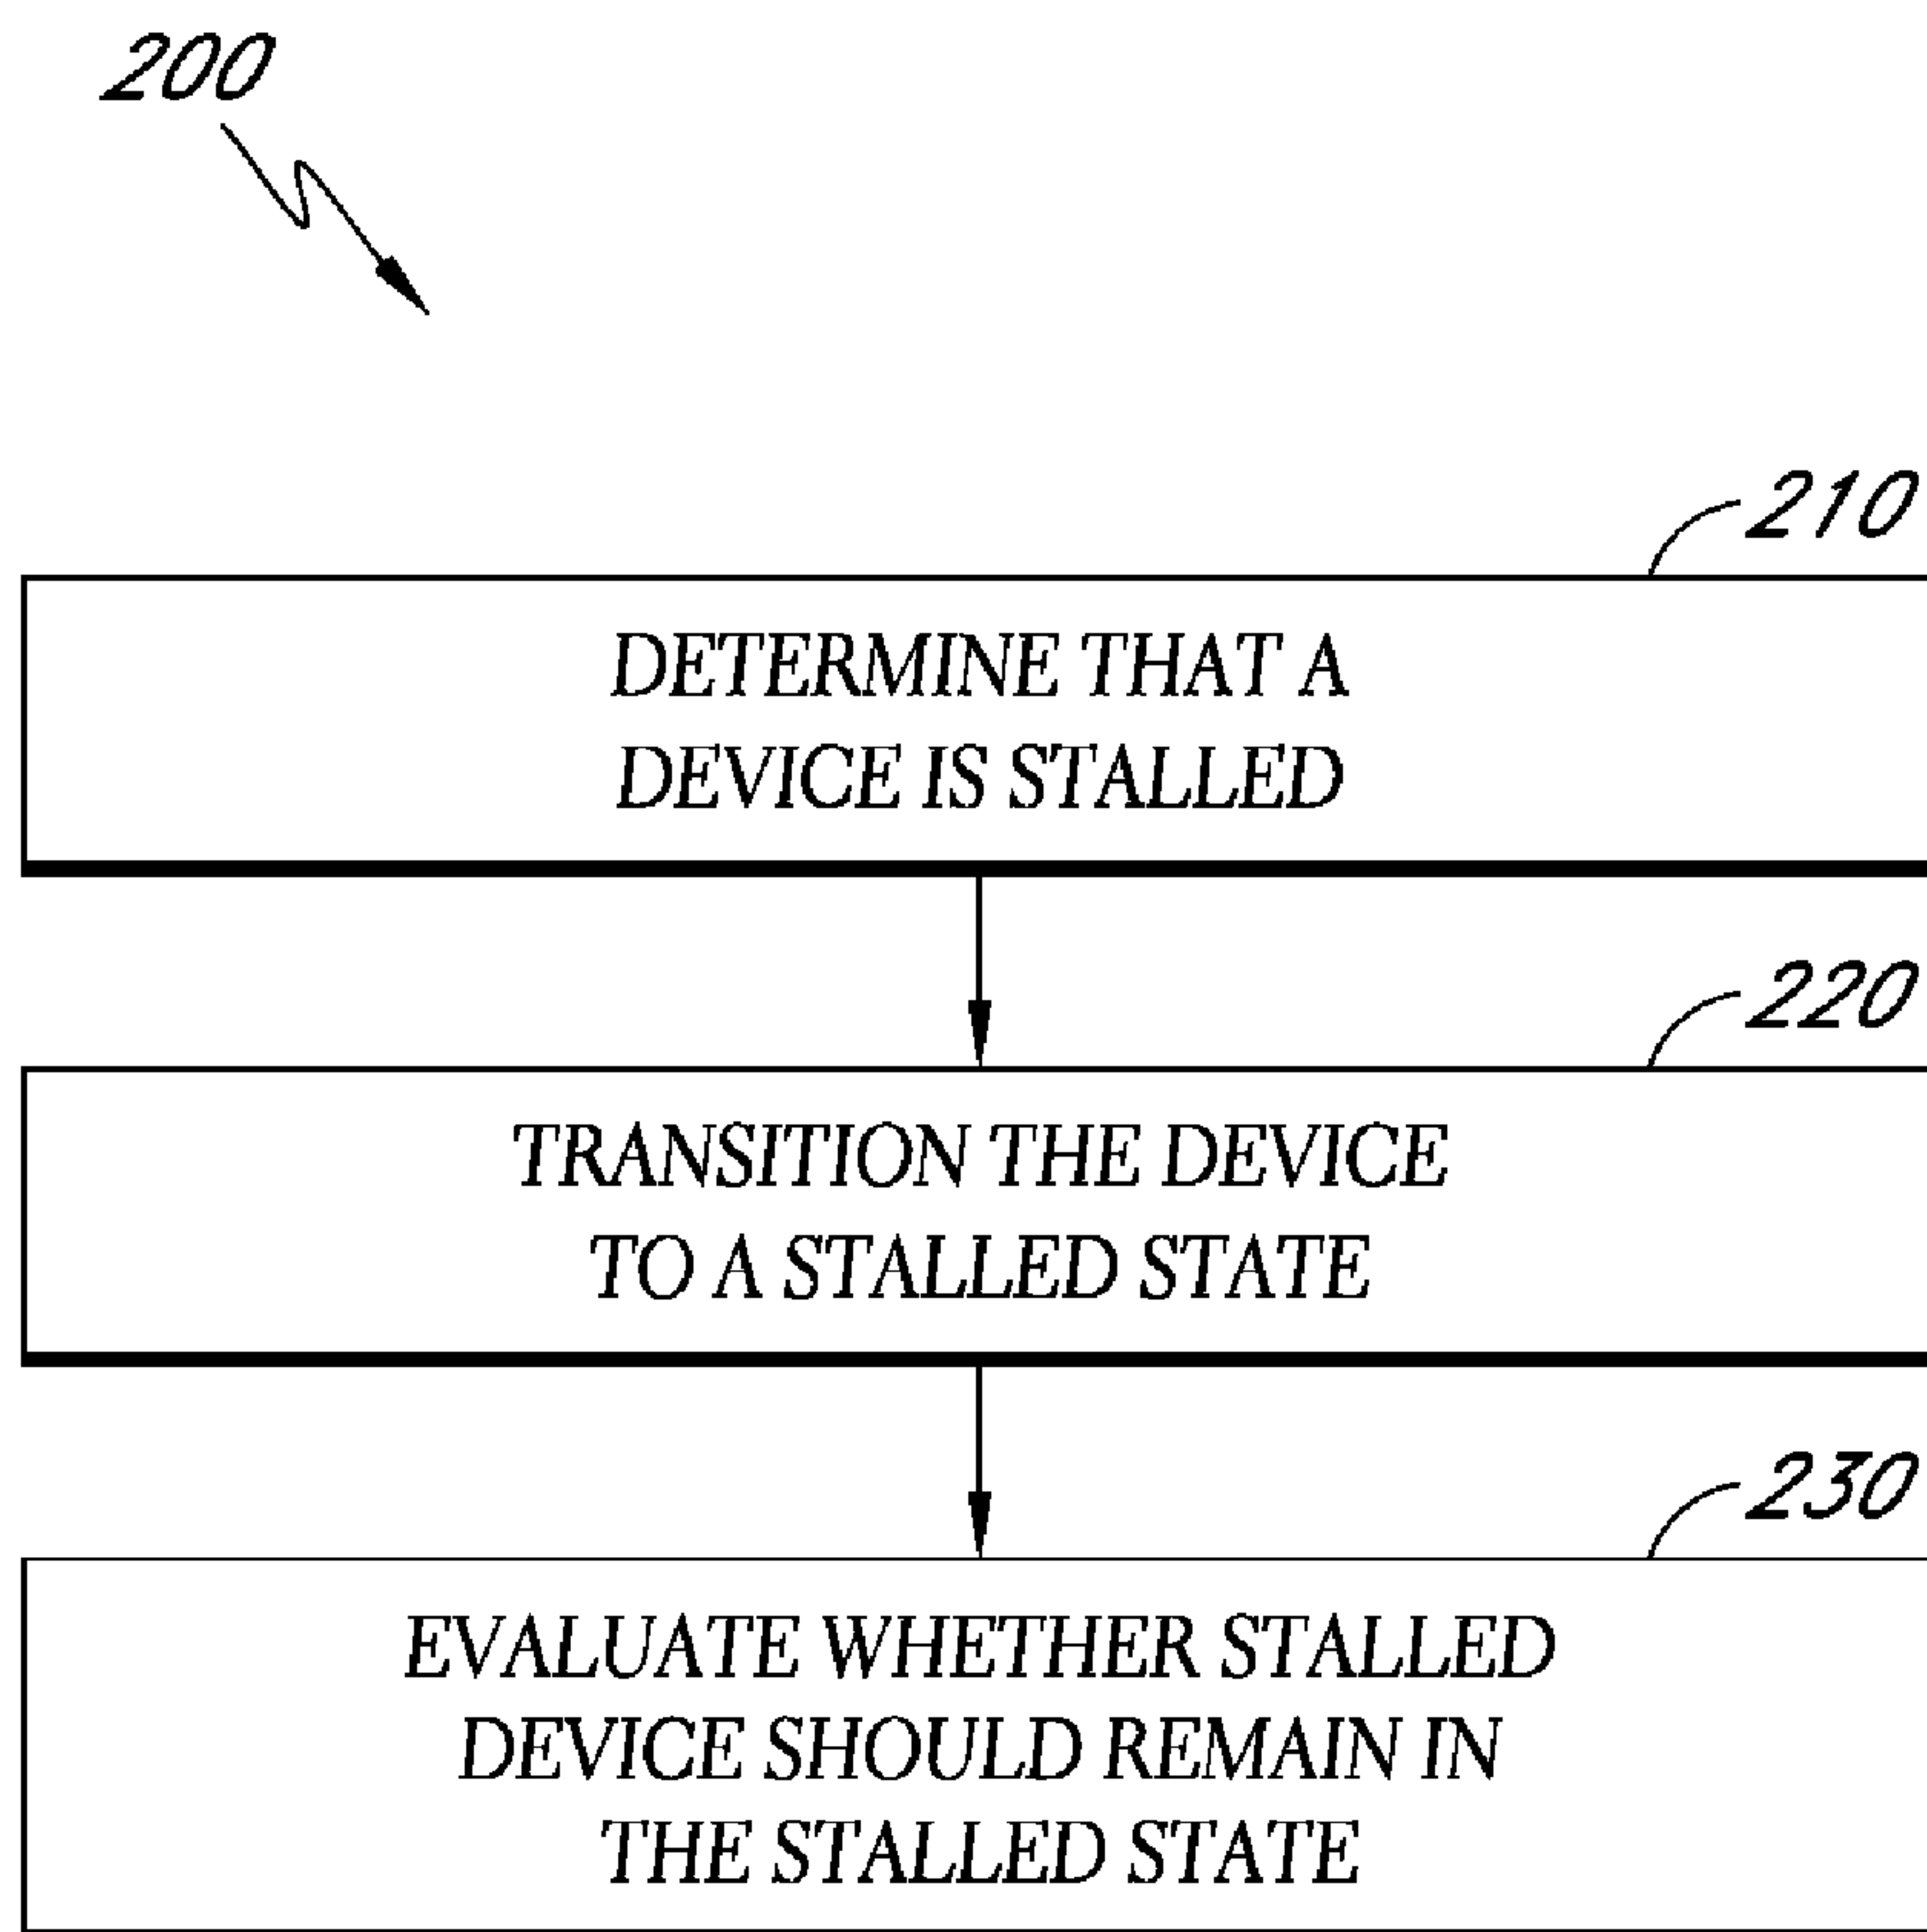 200
210
DETERMINE THAT A
DEVICE IS STALLED
220
TRANSITION THE DEVICE
TO A STALLED STATE
230
EVALUATE WHETHER STALLED
DEVICE SHOULD REMAIN IN
THE STALLED STATE